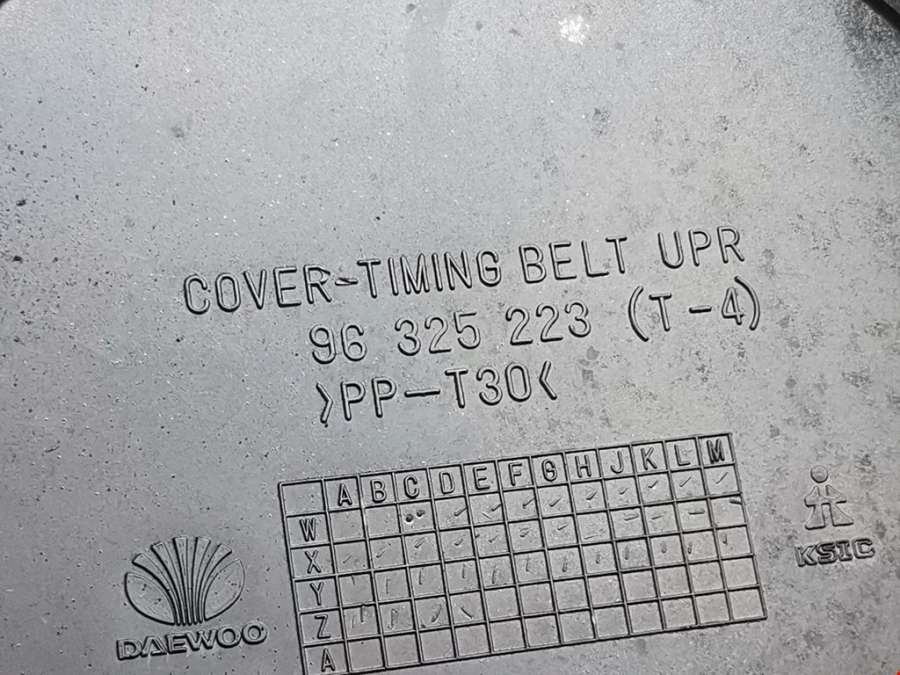 COVER-TIMING BELT UPR
96 325 223 (T-4)
>PP-T30<
A B C D E F G H J K L M
W
X
Y
Z
A
DAEWOO
KSIC